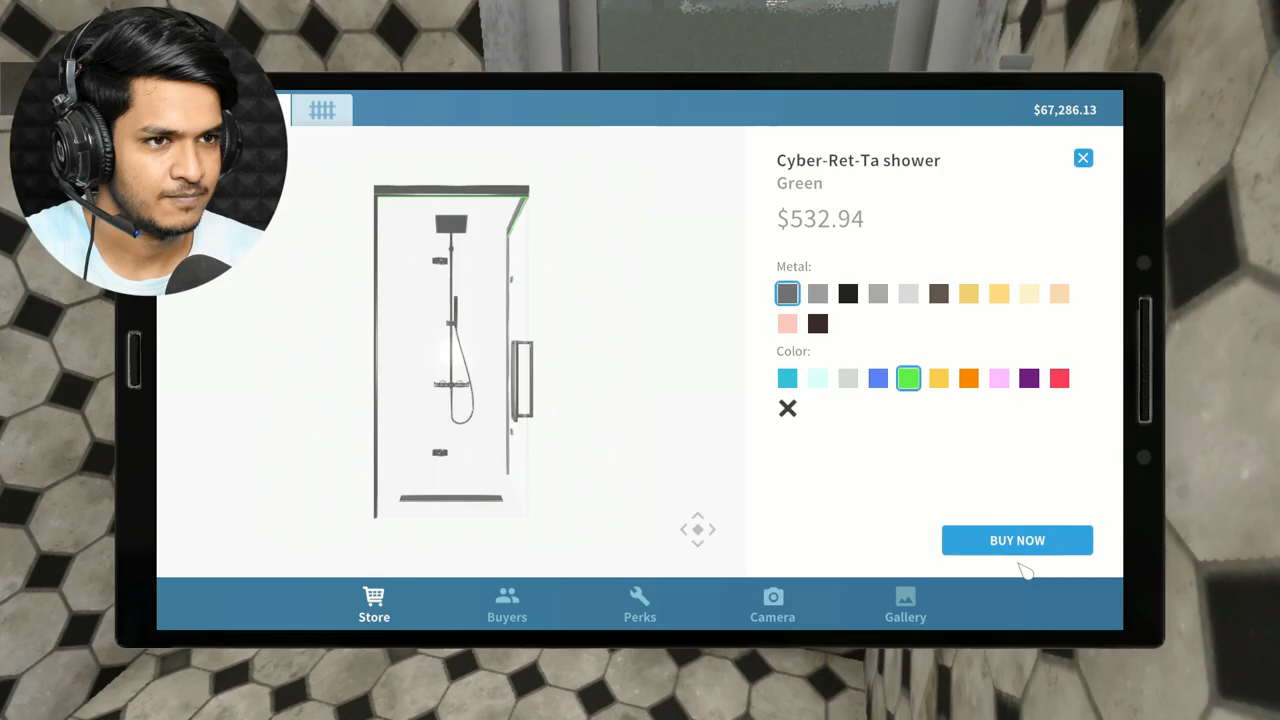 $67,286.13
Cyber-Ret-Ta shower
Green
$532.94
Metal:
Color:
BUY NOW
Store
Buyers
Perks
Camera
Gallery